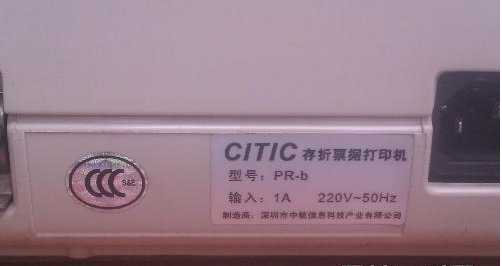 CITIC 存折票据打印机
型号：PR-b
输入：1A 220V~50Hz
制造商：深圳市中航信息科技产业有限公司
CCC S&E